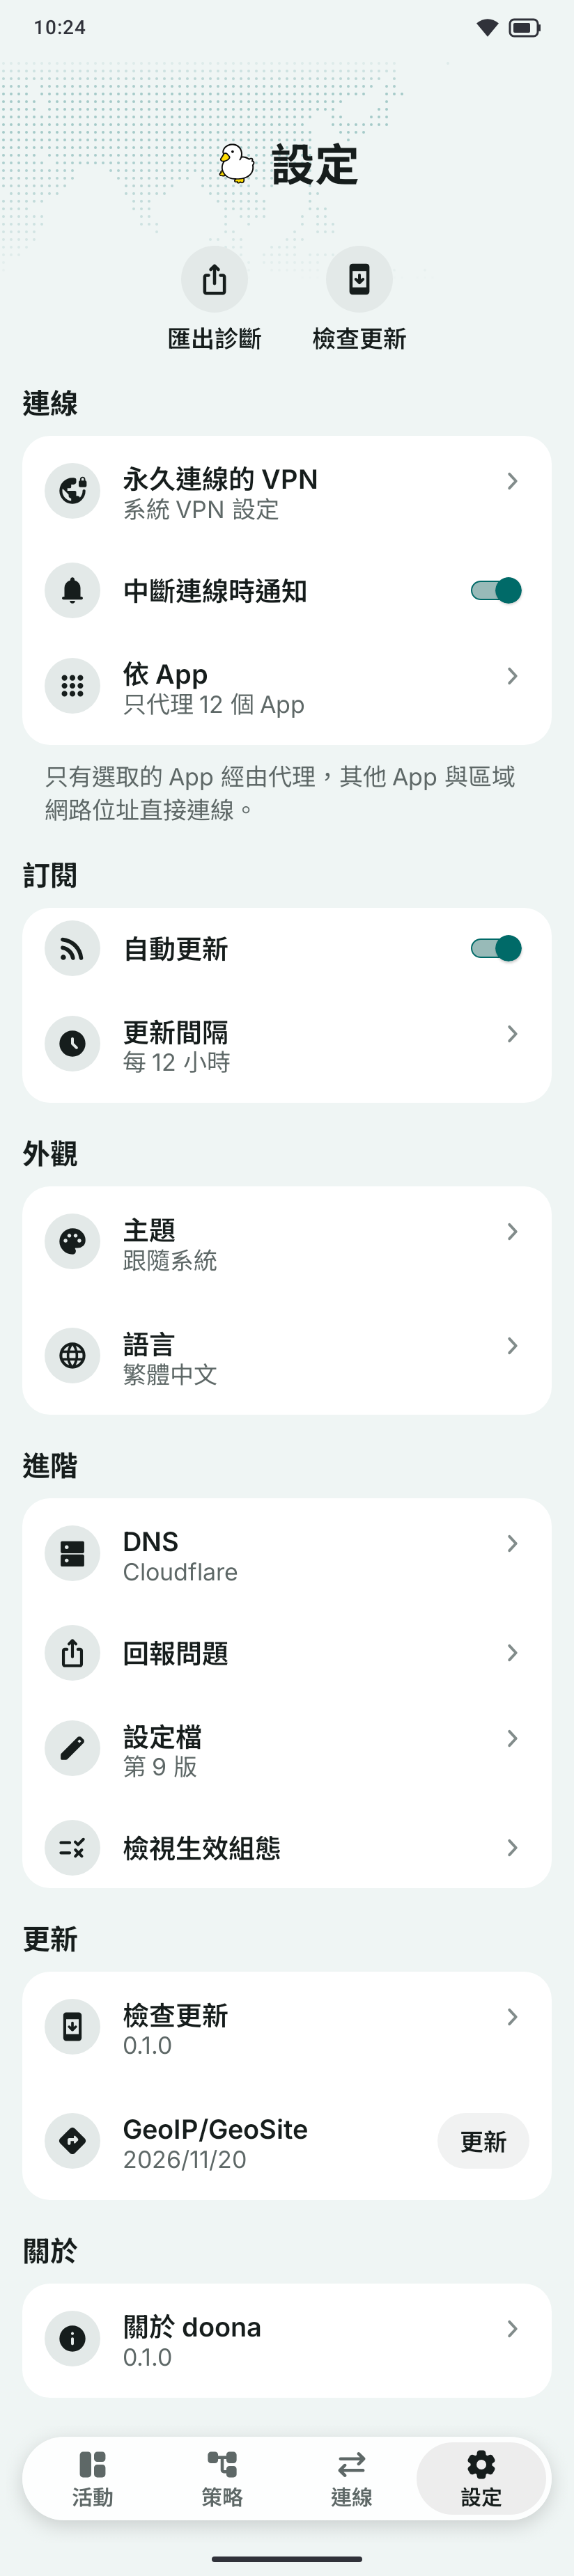 10:24
設定
匯出診斷
檢查更新
連線
永久連線的 VPN
系統 VPN 設定
中斷連線時通知
依 App
只代理 12 個 App
只有選取的 App 經由代理，其他 App 與區域
網路位址直接連線。
訂閱
自動更新
更新間隔
每 12 小時
外觀
主題
跟隨系統
語言
繁體中文
進階
DNS
Cloudflare
回報問題
設定檔
第 9 版
檢視生效組態
更新
檢查更新
0.1.0
GeoIP/GeoSite
2026/11/20
更新
關於
關於 doona
0.1.0
活動
策略
連線
設定